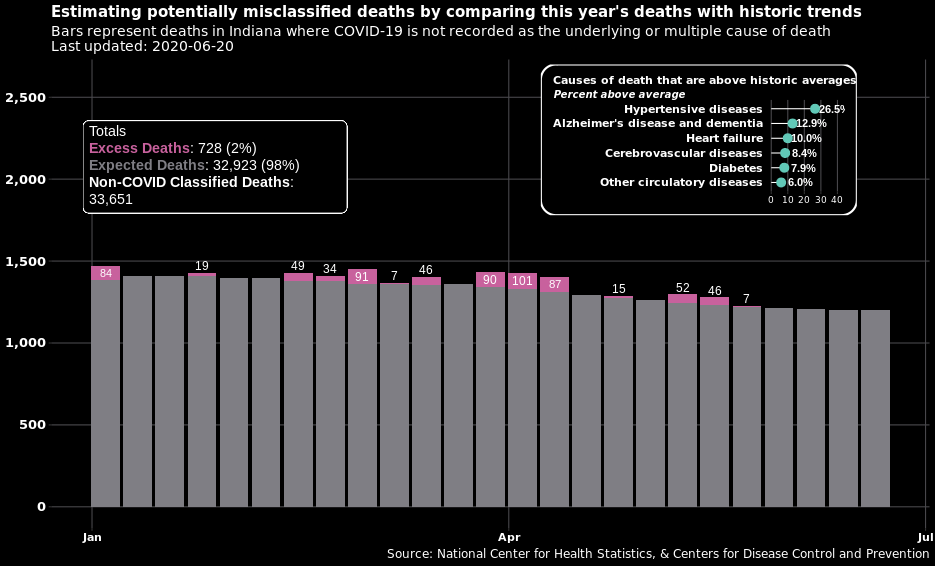 Estimating potentially misclassified deaths by comparing this year's deaths with historic trends
Bars represent deaths in Indiana where COVID-19 is not recorded as the underlying or multiple cause of death
Last updated: 2020-06-20
2,500
2,000
1,500
1,000
500
0
Totals
Excess Deaths: 728 (2%)
Expected Deaths: 32,923 (98%)
Non-COVID Classified Deaths:
33,651
Causes of death that are above historic averages
Percent above average
Hypertensive diseases 26.5%
Alzheimer's disease and dementia 12.9%
Heart failure 10.0%
Cerebrovascular diseases 8.4%
Diabetes 7.9%
Other circulatory diseases 6.0%
0 10 20 30 40
84 19 49 34 91 7 46 90 101 87 15 52 46 7
Jan Apr Jul
Source: National Center for Health Statistics, & Centers for Disease Control and Prevention